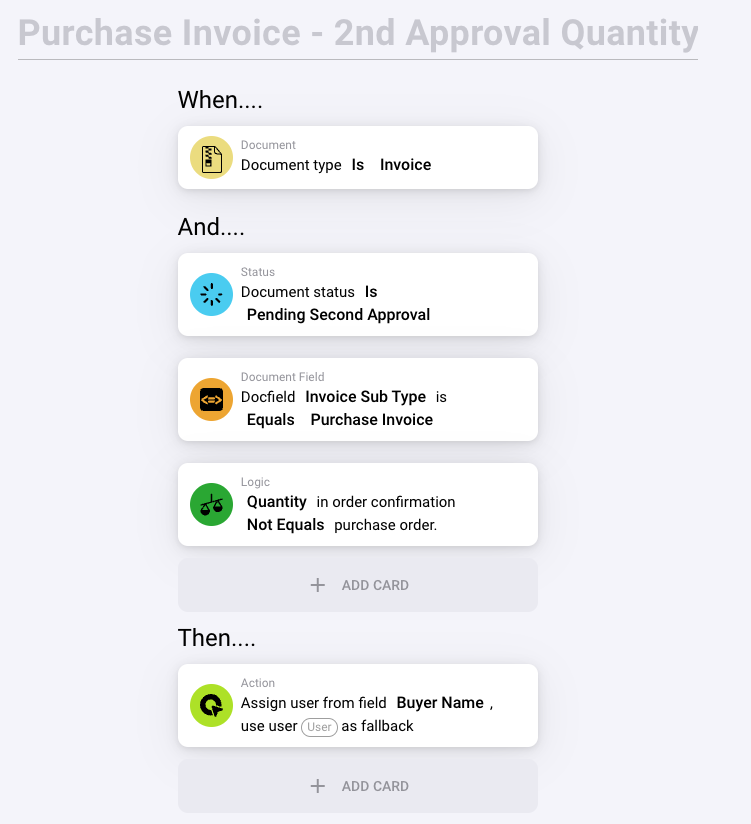 Purchase Invoice - 2nd Approval Quantity
When....
Document
Document type Is Invoice
And....
Status
Document status Is
Pending Second Approval
Document Field
Docfield Invoice Sub Type is
Equals Purchase Invoice
Logic
Quantity in order confirmation
Not Equals purchase order.
+ ADD CARD
Then....
Action
Assign user from field Buyer Name ,
use user User as fallback
+ ADD CARD